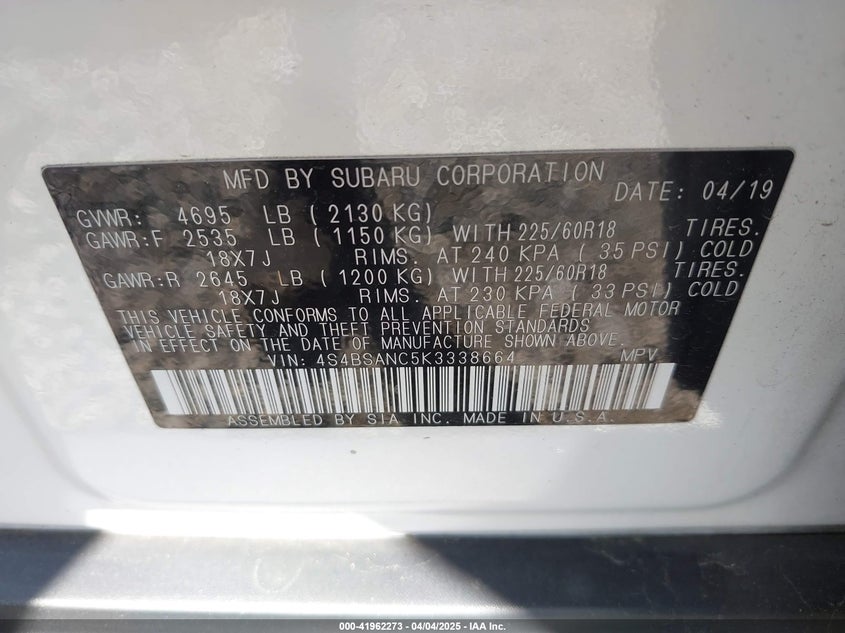 MFD BY SUBARU CORPORATION DATE: 04/19
GVWR: 4695 LB ( 2130 KG)
GAWR:F 2535 LB ( 1150 KG) WITH 225/60R18 TIRES.
18X7J RIMS. AT 240 KPA ( 35 PSI) COLD
GAWR:R 2645 LB ( 1200 KG) WITH 225/60R18 TIRES.
18X7J RIMS. AT 230 KPA ( 33 PSI) COLD
THIS VEHICLE CONFORMS TO ALL APPLICABLE FEDERAL MOTOR
VEHICLE SAFETY AND THEFT PREVENTION STANDARDS
IN EFFECT ON THE DATE OF MANUFACTURE SHOWN ABOVE.
VIN: 4S4BSANC5K3338664 MPV
ASSEMBLED BY SIA INC. MADE IN U.S.A.
000-41962273 - 04/04/2025 - IAA Inc.